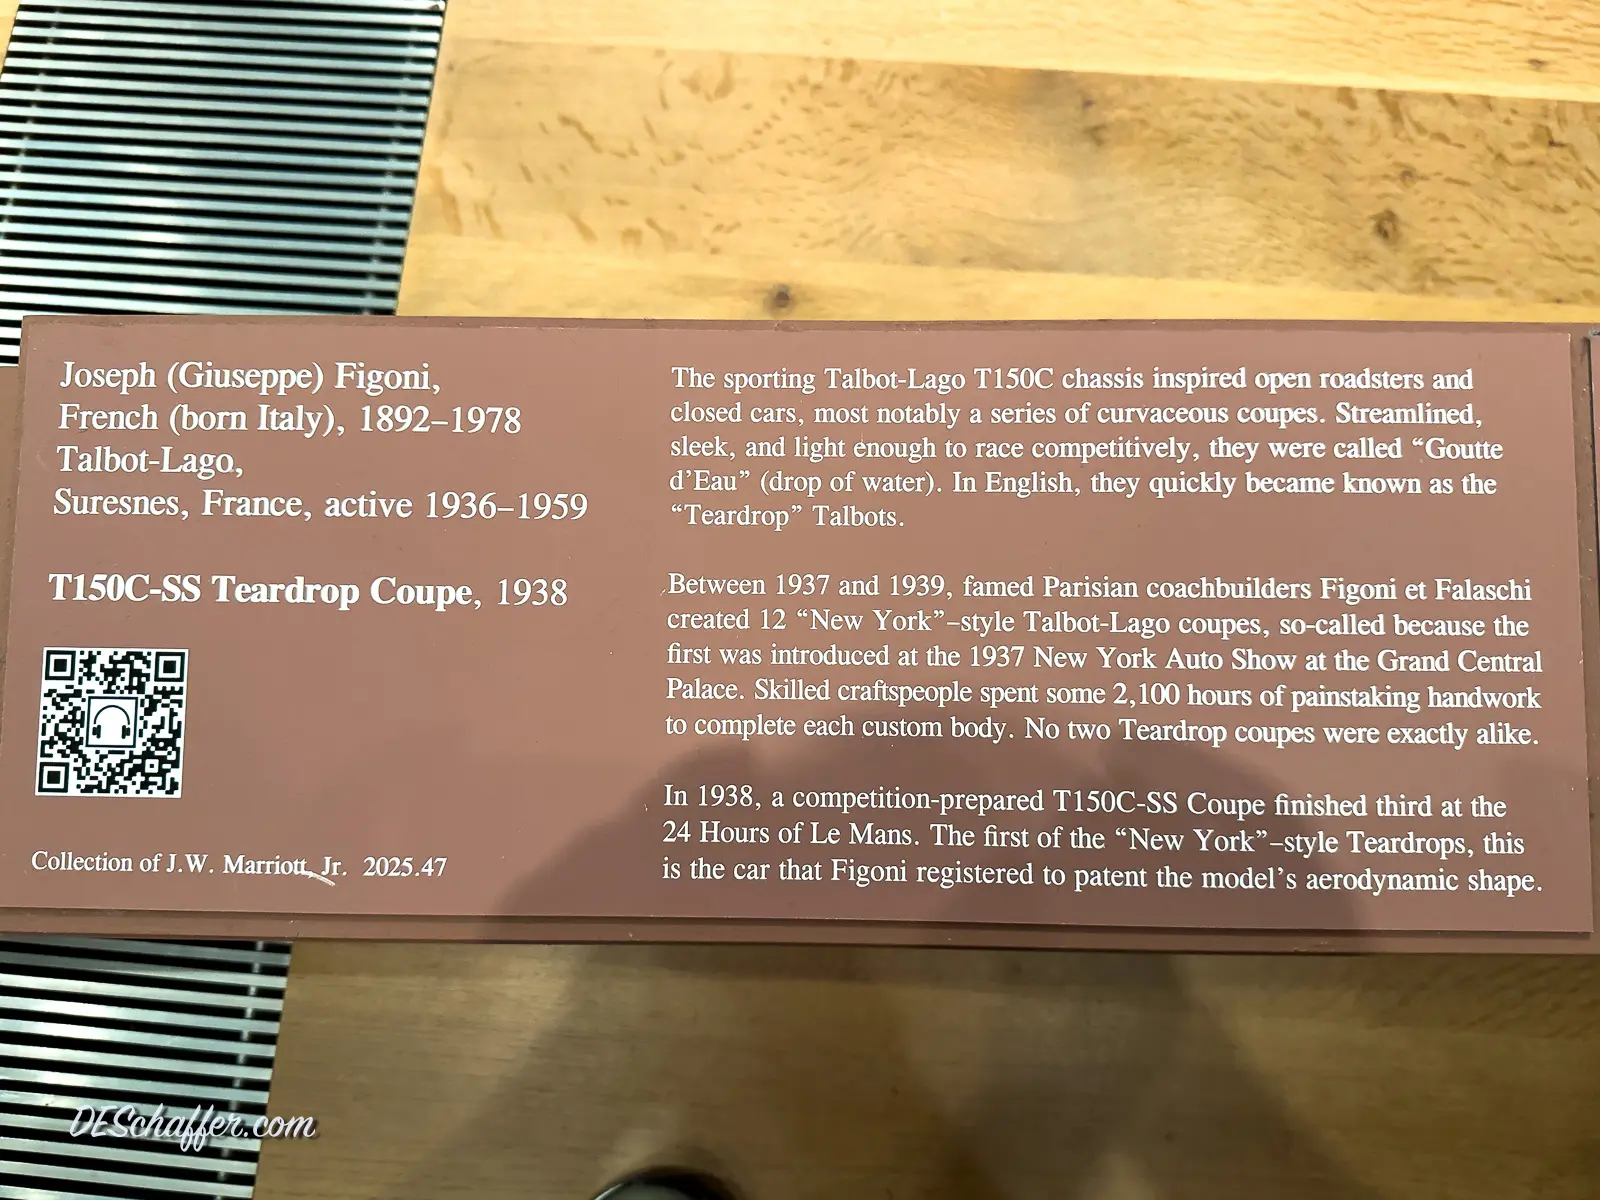 Joseph (Giuseppe) Figoni,
French (born Italy), 1892–1978
Talbot-Lago,
Suresnes, France, active 1936–1959
T150C-SS Teardrop Coupe, 1938
Collection of J.W. Marriott, Jr. 2025.47
The sporting Talbot-Lago T150C chassis inspired open roadsters and
closed cars, most notably a series of curvaceous coupes. Streamlined,
sleek, and light enough to race competitively, they were called “Goutte
d’Eau” (drop of water). In English, they quickly became known as the
“Teardrop” Talbots.
Between 1937 and 1939, famed Parisian coachbuilders Figoni et Falaschi
created 12 “New York”–style Talbot-Lago coupes, so-called because the
first was introduced at the 1937 New York Auto Show at the Grand Central
Palace. Skilled craftspeople spent some 2,100 hours of painstaking handwork
to complete each custom body. No two Teardrop coupes were exactly alike.
In 1938, a competition-prepared T150C-SS Coupe finished third at the
24 Hours of Le Mans. The first of the “New York”–style Teardrops, this
is the car that Figoni registered to patent the model’s aerodynamic shape.
DESchaffer.com